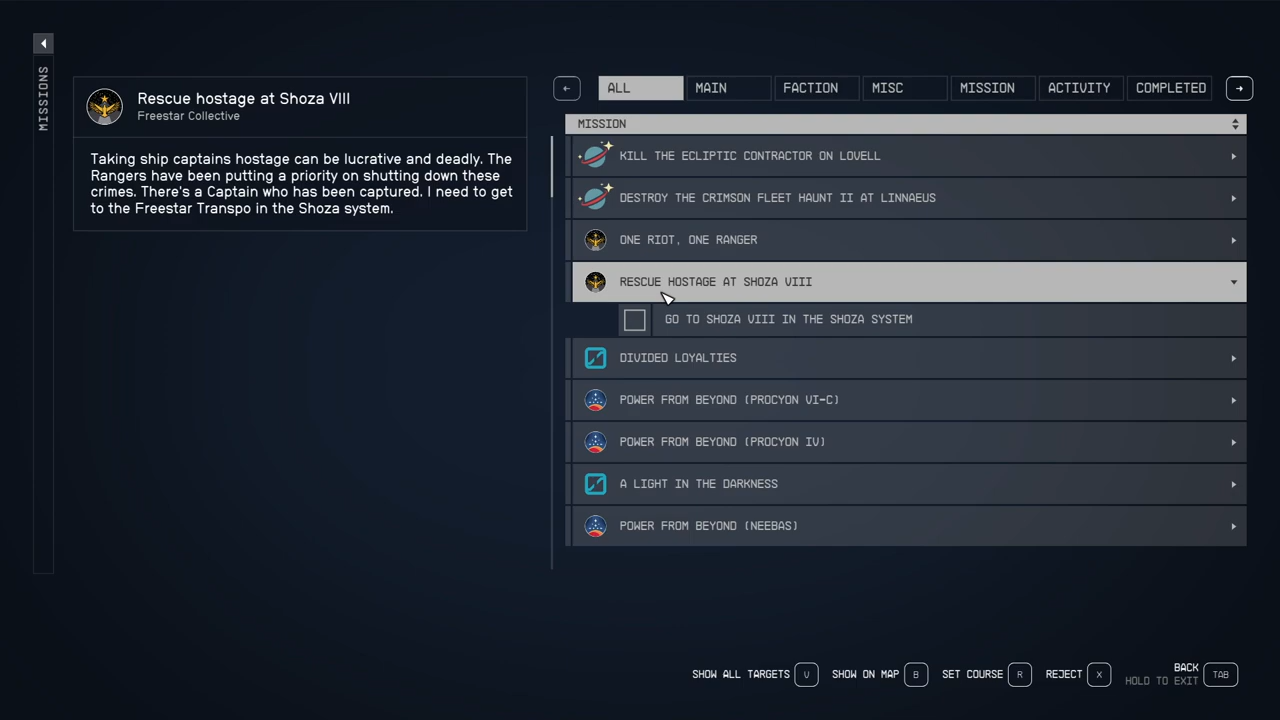 MISSIONS
Rescue hostage at Shoza VIII
Freestar Collective
Taking ship captains hostage can be lucrative and deadly. The
Rangers have been putting a priority on shutting down these
crimes. There's a Captain who has been captured. I need to get
to the Freestar Transpo in the Shoza system.
ALL MAIN FACTION MISC MISSION ACTIVITY COMPLETED
MISSION
KILL THE ECLIPTIC CONTRACTOR ON LOVELL
DESTROY THE CRIMSON FLEET HAUNT II AT LINNAEUS
ONE RIOT, ONE RANGER
RESCUE HOSTAGE AT SHOZA VIII
GO TO SHOZA VIII IN THE SHOZA SYSTEM
DIVIDED LOYALTIES
POWER FROM BEYOND (PROCYON VI-C)
POWER FROM BEYOND (PROCYON IV)
A LIGHT IN THE DARKNESS
POWER FROM BEYOND (NEEBAS)
SHOW ALL TARGETS V SHOW ON MAP B SET COURSE R REJECT X BACK TAB
HOLD TO EXIT